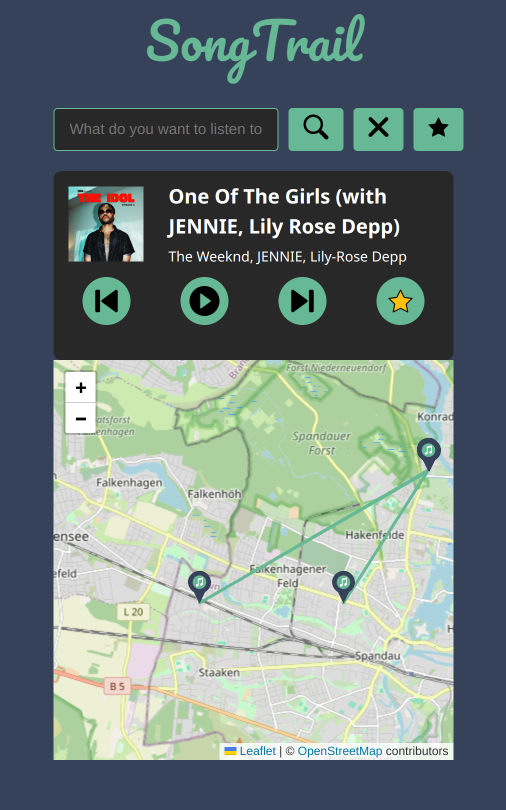 SongTrail
What do you want to listen to
THE IDOL
One Of The Girls (with
JENNIE, Lily Rose Depp)
The Weeknd, JENNIE, Lily-Rose Depp
+
−
Forst Niederneuendorf
Spandauer
Forst
Konrad
Falkenhagen
Falkenhöh
Hakenfelde
Falkenhagener
Feld
L 20
Spandau
Staaken
B 5
Leaflet | © OpenStreetMap contributors